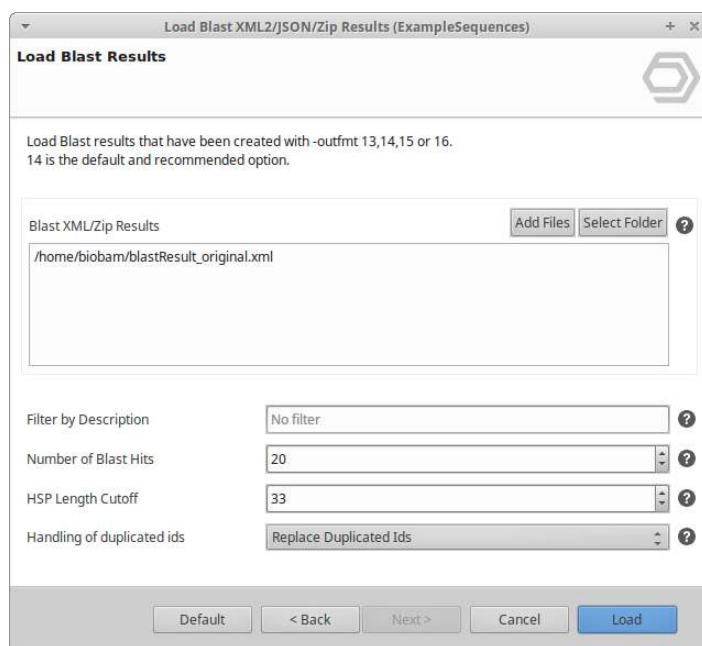 Load Blast XML2/JSON/Zip Results (ExampleSequences)
Load Blast Results
Load Blast results that have been created with -outfmt 13,14,15 or 16.
14 is the default and recommended option.
Blast XML/Zip Results
Add Files
Select Folder
?
/home/biobam/blastResult_original.xml
Filter by Description
No filter
?
Number of Blast Hits
20
?
HSP Length Cutoff
33
?
Handling of duplicated ids
Replace Duplicated Ids
?
Default
< Back
Next >
Cancel
Load